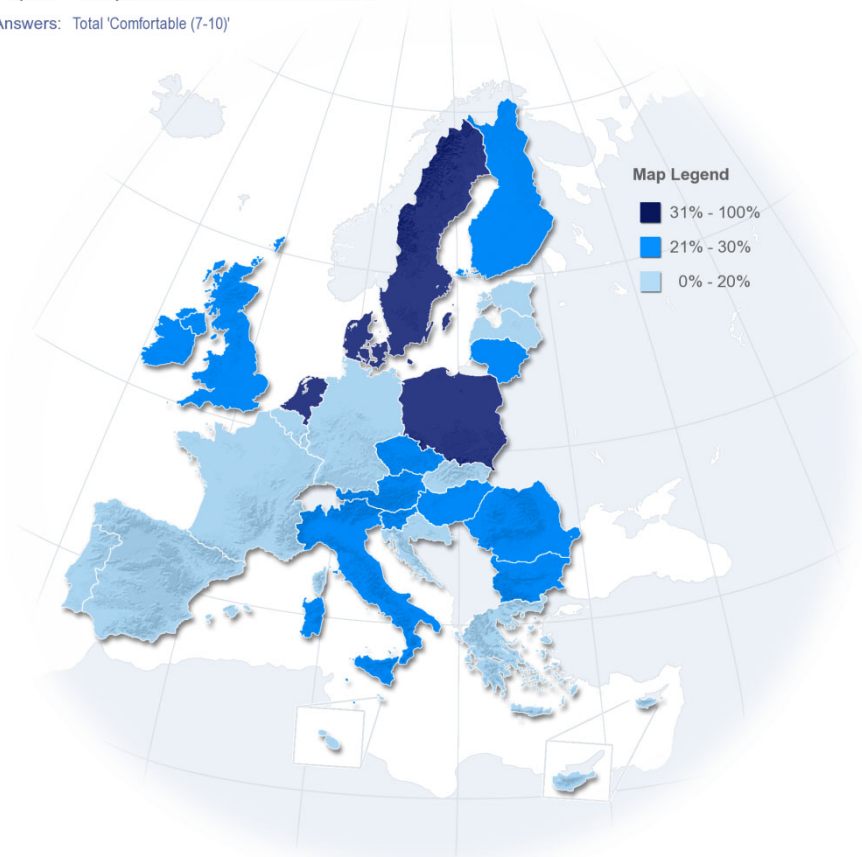 Answers: Total 'Comfortable (7-10)'
Map Legend
31% - 100%
21% - 30%
0% - 20%